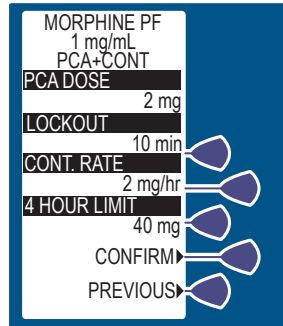 MORPHINE PF
1 mg/mL
PCA+CONT
PCA DOSE
2 mg
LOCKOUT
10 min
CONT. RATE
2 mg/hr
4 HOUR LIMIT
40 mg
CONFIRM
PREVIOUS